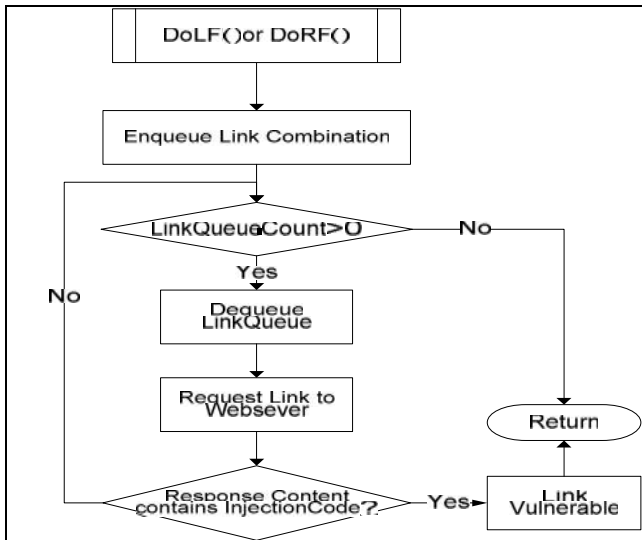 DoLF()or DoRF()
Enqueue Link Combination
LinkQueueCount>0
No
Yes
No
Dequeue
LinkQueue
Request Link to
Websever
Return
Response Content
contains InjectionCode?
Yes
Link
Vulnerable